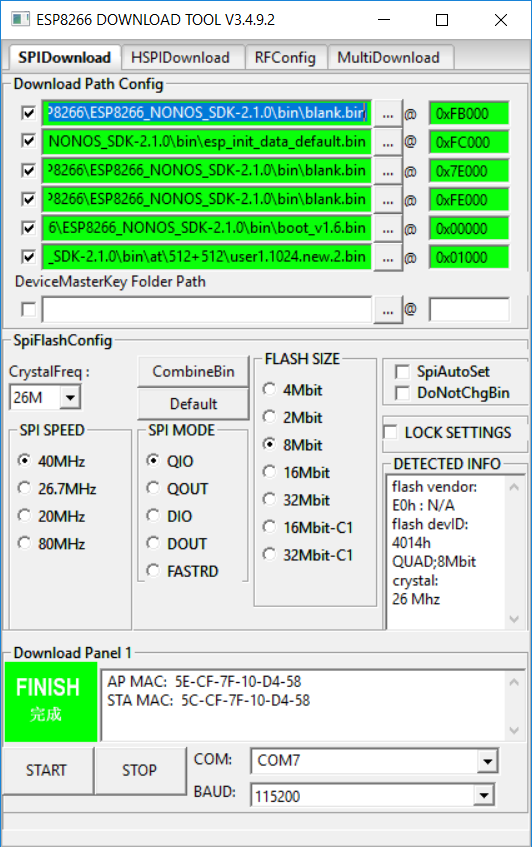 ESP8266 DOWNLOAD TOOL V3.4.9.2
SPIDownload HSPIDownload RFConfig MultiDownload
Download Path Config
P8266\ESP8266_NONOS_SDK-2.1.0\bin\blank.bin ... @ 0xFB000
NONOS_SDK-2.1.0\bin\esp_init_data_default.bin ... @ 0xFC000
P8266\ESP8266_NONOS_SDK-2.1.0\bin\blank.bin ... @ 0x7E000
P8266\ESP8266_NONOS_SDK-2.1.0\bin\blank.bin ... @ 0xFE000
6\ESP8266_NONOS_SDK-2.1.0\bin\boot_v1.6.bin ... @ 0x00000
_SDK-2.1.0\bin\at\512+512\user1.1024.new.2.bin ... @ 0x01000
DeviceMasterKey Folder Path
... @
SpiFlashConfig
CrystalFreq :
26M
CombineBin
Default
SPI SPEED
40MHz
26.7MHz
20MHz
80MHz
SPI MODE
QIO
QOUT
DIO
DOUT
FASTRD
FLASH SIZE
4Mbit
2Mbit
8Mbit
16Mbit
32Mbit
16Mbit-C1
32Mbit-C1
SpiAutoSet
DoNotChgBin
LOCK SETTINGS
DETECTED INFO
flash vendor:
E0h : N/A
flash devID:
4014h
QUAD;8Mbit
crystal:
26 Mhz
Download Panel 1
FINISH
完成
AP MAC: 5E-CF-7F-10-D4-58
STA MAC: 5C-CF-7F-10-D4-58
START
STOP
COM: COM7
BAUD: 115200